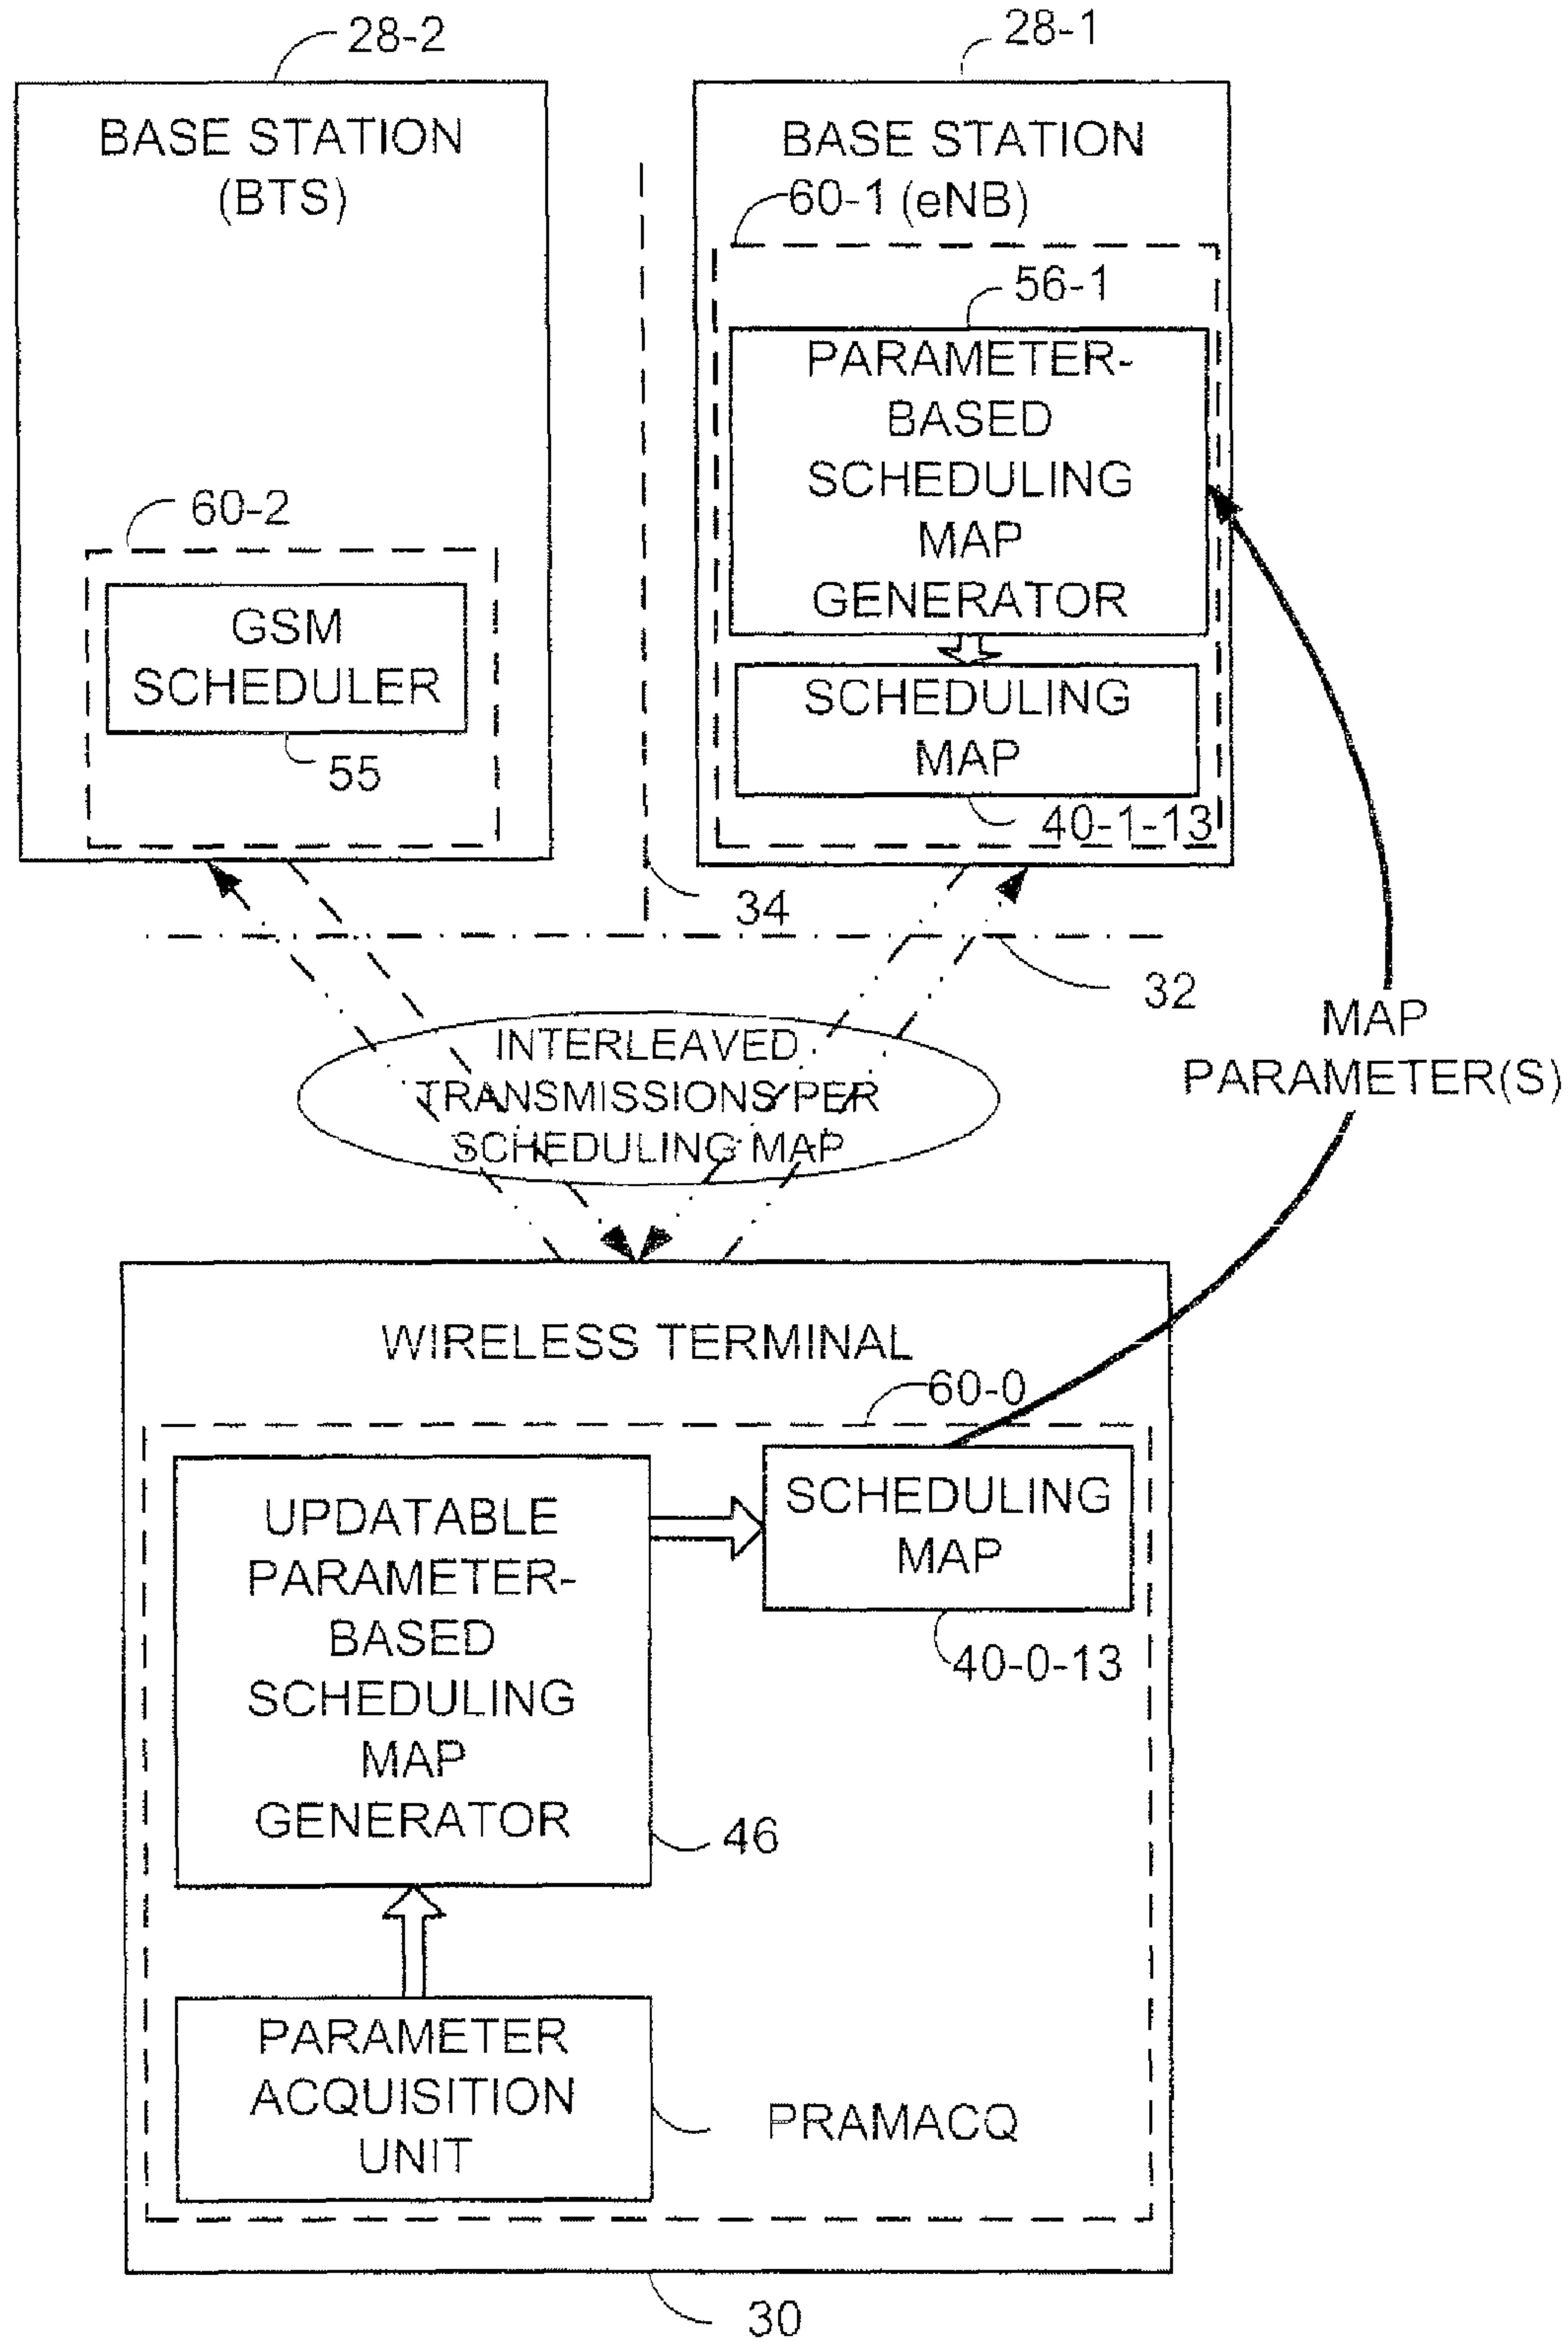 28-2
BASE STATION
(BTS)
60-2
GSM
SCHEDULER
55
28-1
BASE STATION
60-1 (eNB)
56-1
PARAMETER-
BASED
SCHEDULING
MAP
GENERATOR
SCHEDULING
MAP
40-1-13
34
32
MAP
PARAMETER(S)
INTERLEAVED
TRANSMISSIONS PER
SCHEDULING MAP
WIRELESS TERMINAL
60-0
UPDATABLE
PARAMETER-
BASED
SCHEDULING
MAP
GENERATOR
46
SCHEDULING
MAP
40-0-13
PARAMETER
ACQUISITION
UNIT
PRAMACQ
30